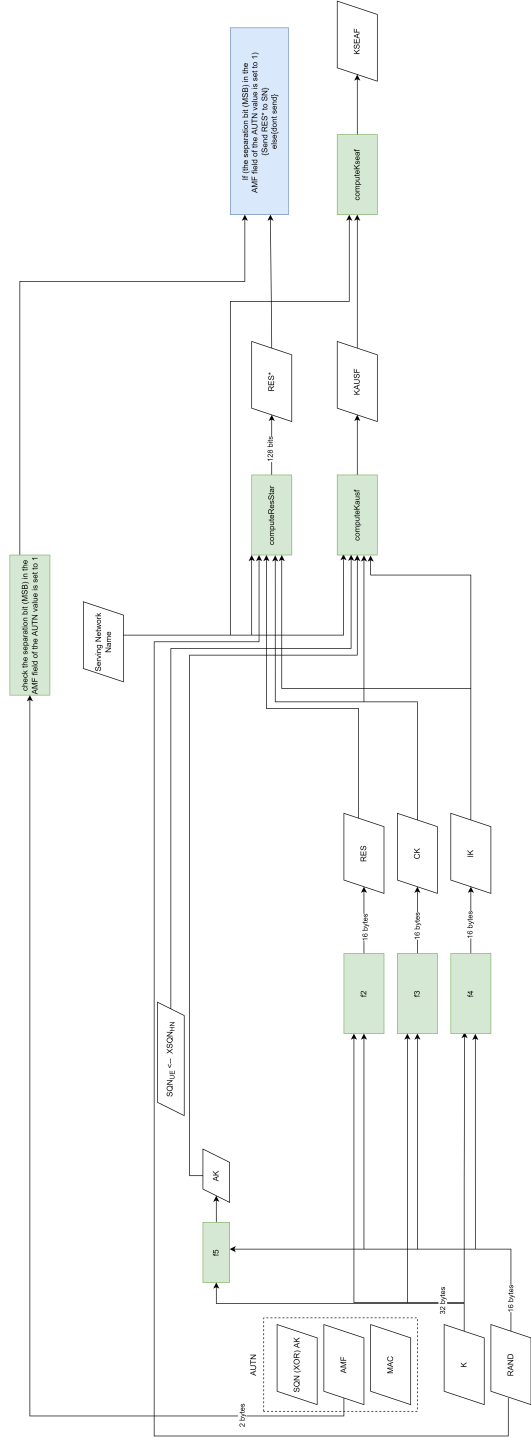 KSEAF
If (the separation bit (MSB) in the
AMF field of the AUTN value is set to 1)
{Send RES* to SN}
else{dont send}
computeKseaf
RES*
KAUSF
128 bits
computeResStar
computeKausf
check the separation bit (MSB) in the
AMF field of the AUTN value is set to 1
Serving Network
Name
RES
CK
IK
16 bytes
16 bytes
16 bytes
f2
f3
f4
SQN_UE <-- XSQN_HN
AK
f5
32 bytes
16 bytes
AUTN
SQN (XOR) AK
AMF
MAC
K
RAND
2 bytes